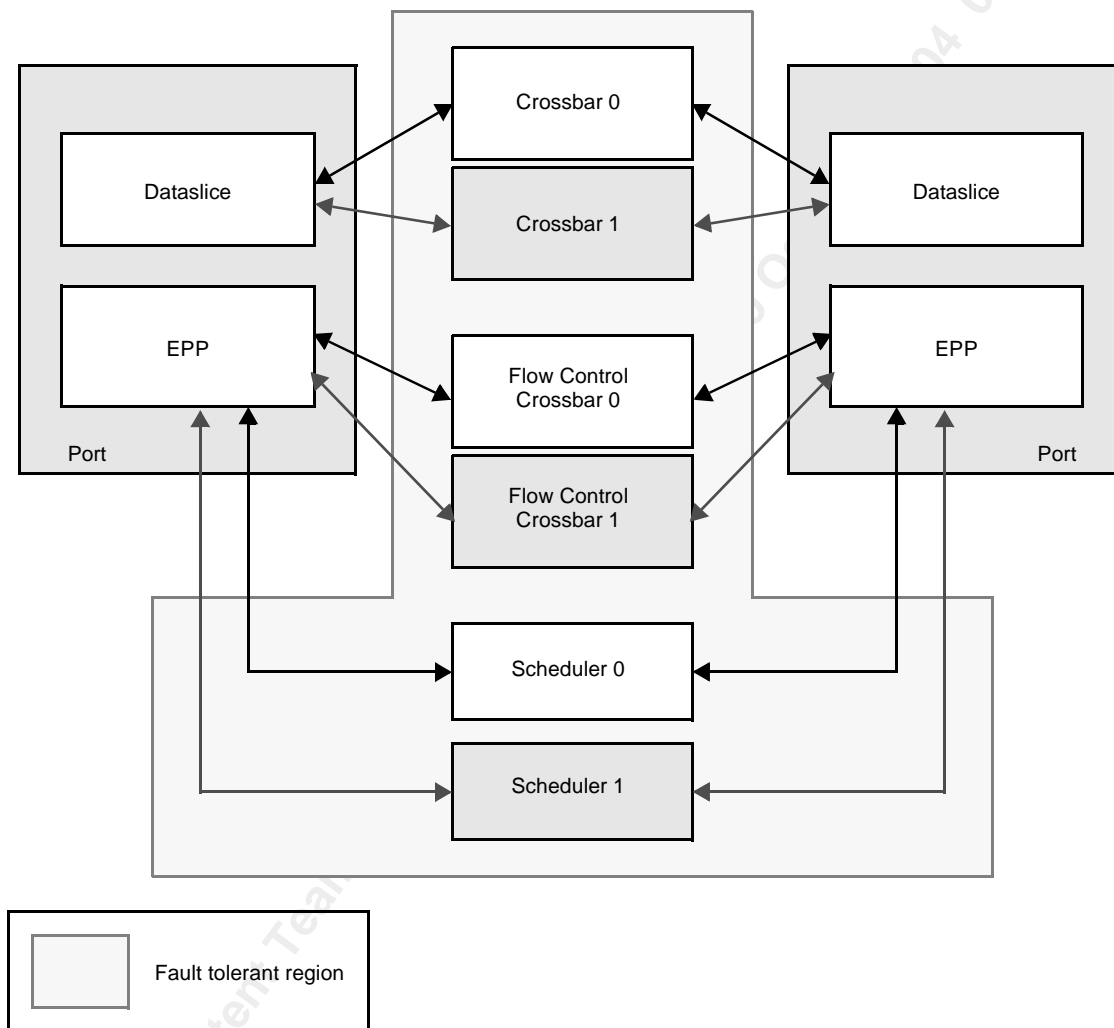 Crossbar 0
Dataslice
Dataslice
Crossbar 1
EPP
EPP
Flow Control
Crossbar 0
Port
Port
Flow Control
Crossbar 1
Scheduler 0
Scheduler 1
Fault tolerant region